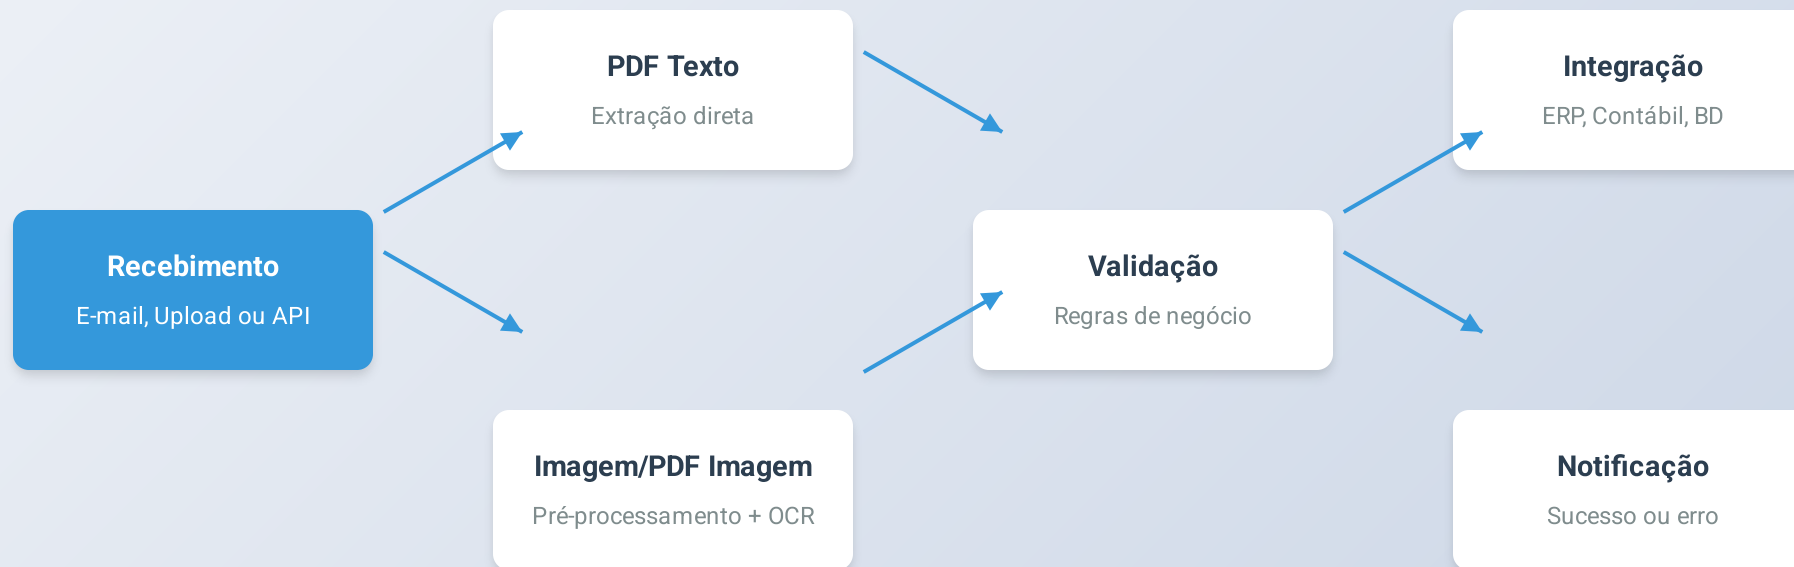 PDF Texto
Extração direta
Integração
ERP, Contábil, BD
Recebimento
E-mail, Upload ou API
Validação
Regras de negócio
Imagem/PDF Imagem
Pré-processamento + OCR
Notificação
Sucesso ou erro